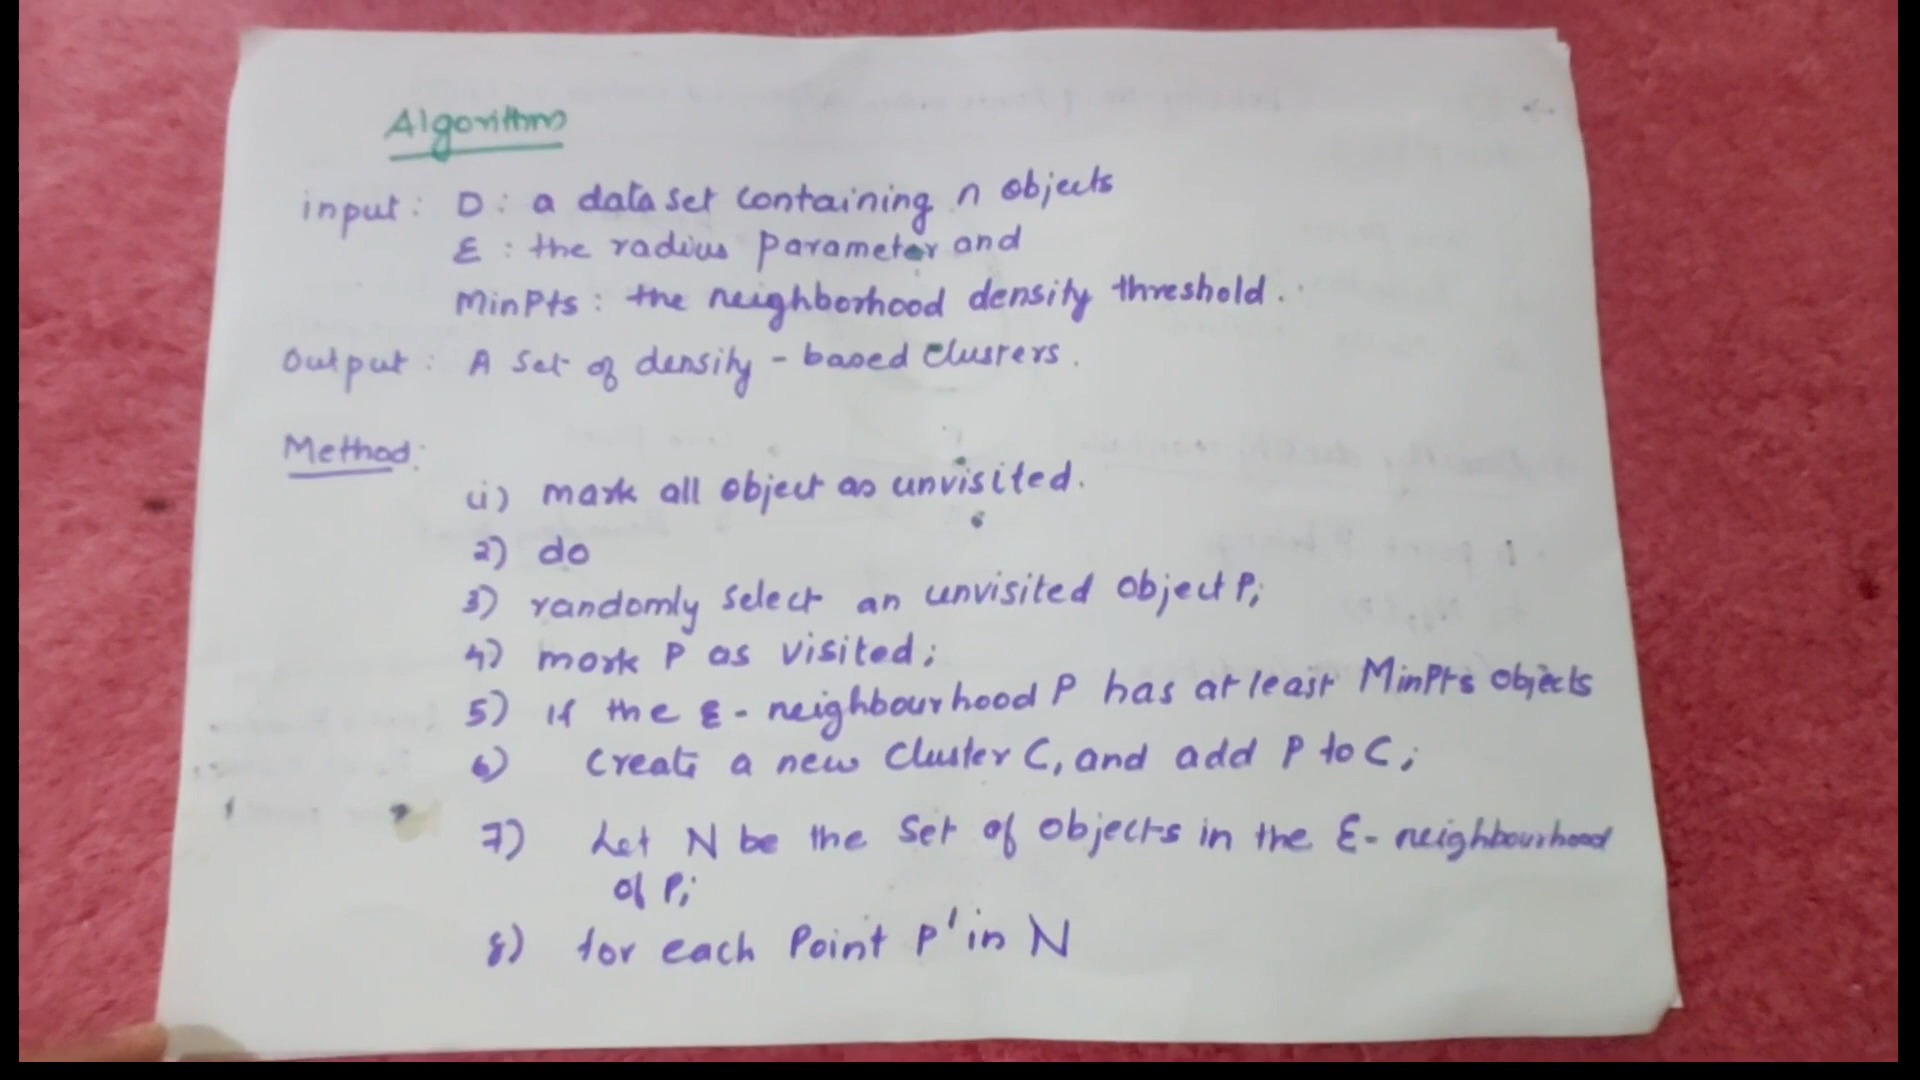 Algorithm
input: D: a data set containing n objects
ε: the radius parameter and
MinPts: the neighborhood density threshold.
Output: A set of density-based clusters.
Method:
(1) mark all object as unvisited.
2) do
3) randomly select an unvisited object P;
4) mark P as visited;
5) if the ε-neighbourhood P has at least MinPts objects
6) Create a new Cluster C, and add P to C;
7) Let N be the set of objects in the ε-neighbourhood
of P;
8) for each Point P' in N